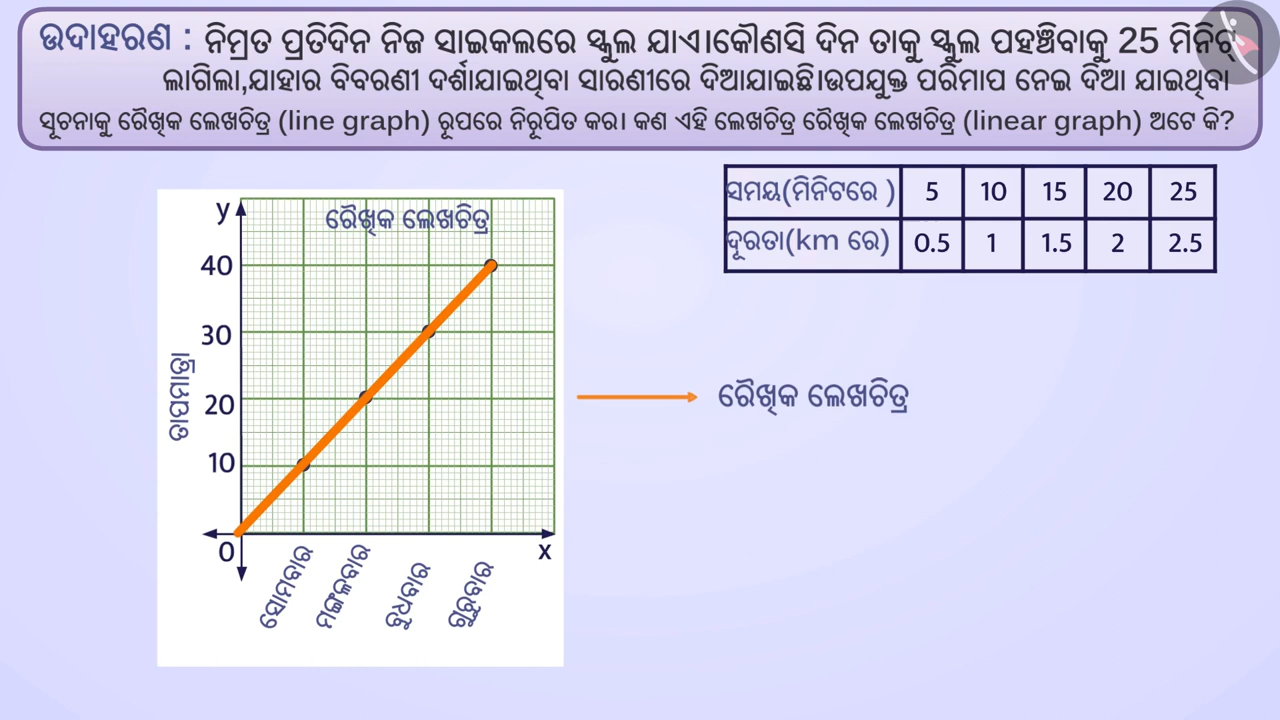 ଉଦାହରଣ : ନିମ୍ରତ ପ୍ରତିଦିନ ନିଜ ସାଇକଲରେ ସ୍କୁଲ ଯାଏ।କୌଣସି ଦିନ ତାକୁ ସ୍କୁଲ ପହଞ୍ଚିବାକୁ 25 ମିନିଟ୍
ଲାଗିଲା,ଯାହାର ବିବରଣୀ ଦର୍ଶାଯାଇଥିବା ସାରଣୀରେ ଦିଆଯାଇଛି।ଉପଯୁକ୍ତ ପରିମାପ ନେଇ ଦିଆ ଯାଇଥିବା
ସୂଚନାକୁ ରୈଖିକ ଲେଖଚିତ୍ର (line graph) ରୂପରେ ନିରୂପିତ କର। କଣ ଏହି ଲେଖଚିତ୍ର ରୈଖିକ ଲେଖଚିତ୍ର (linear graph) ଅଟେ କି?
ସମୟ(ମିନିଟରେ ) 5 10 15 20 25
ଦୂରତା(km ରେ) 0.5 1 1.5 2 2.5
y
ରୈଖିକ ଲେଖଚିତ୍ର
40
30
20
10
0
x
ତାପମାତ୍ରା
ସୋମବାର ମଙ୍ଗଳବାର ବୁଧବାର ଗୁରୁବାର
ରୈଖିକ ଲେଖଚିତ୍ର